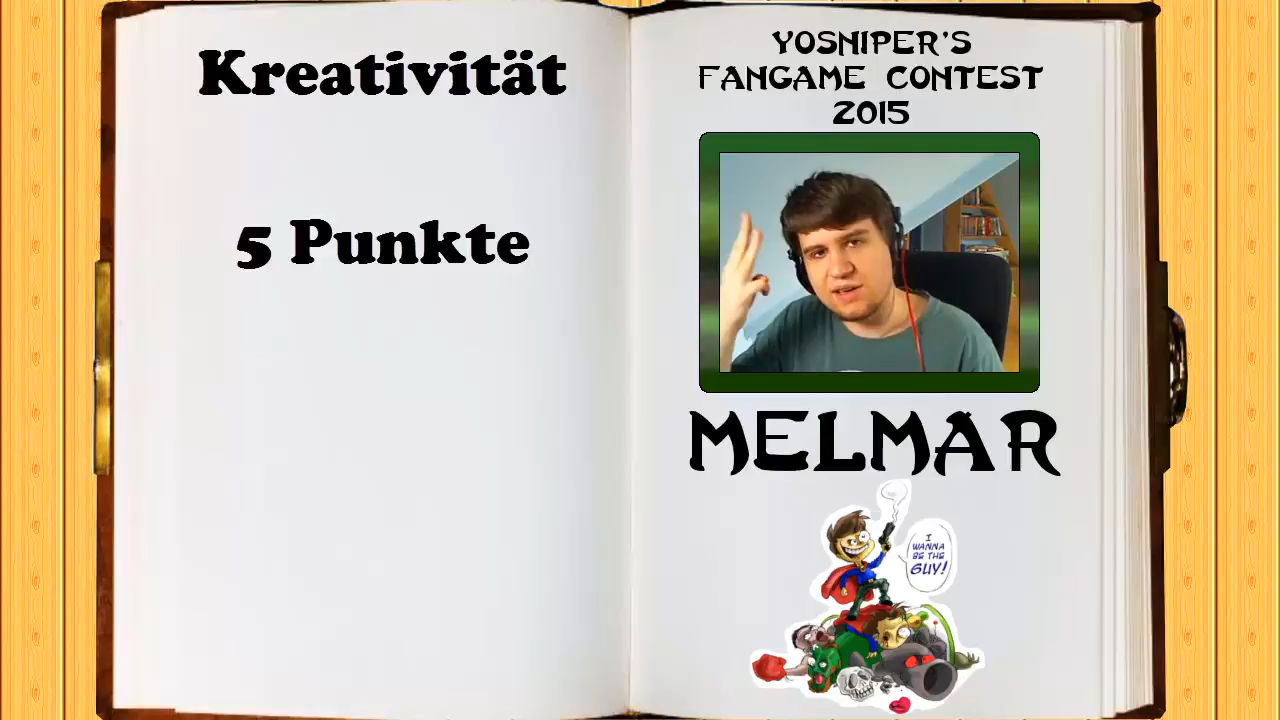 Kreativität
5 Punkte
YOSNIPER'S
FANGAME CONTEST
2015
MELMAR
I
WANNA
BE THE
GUY!